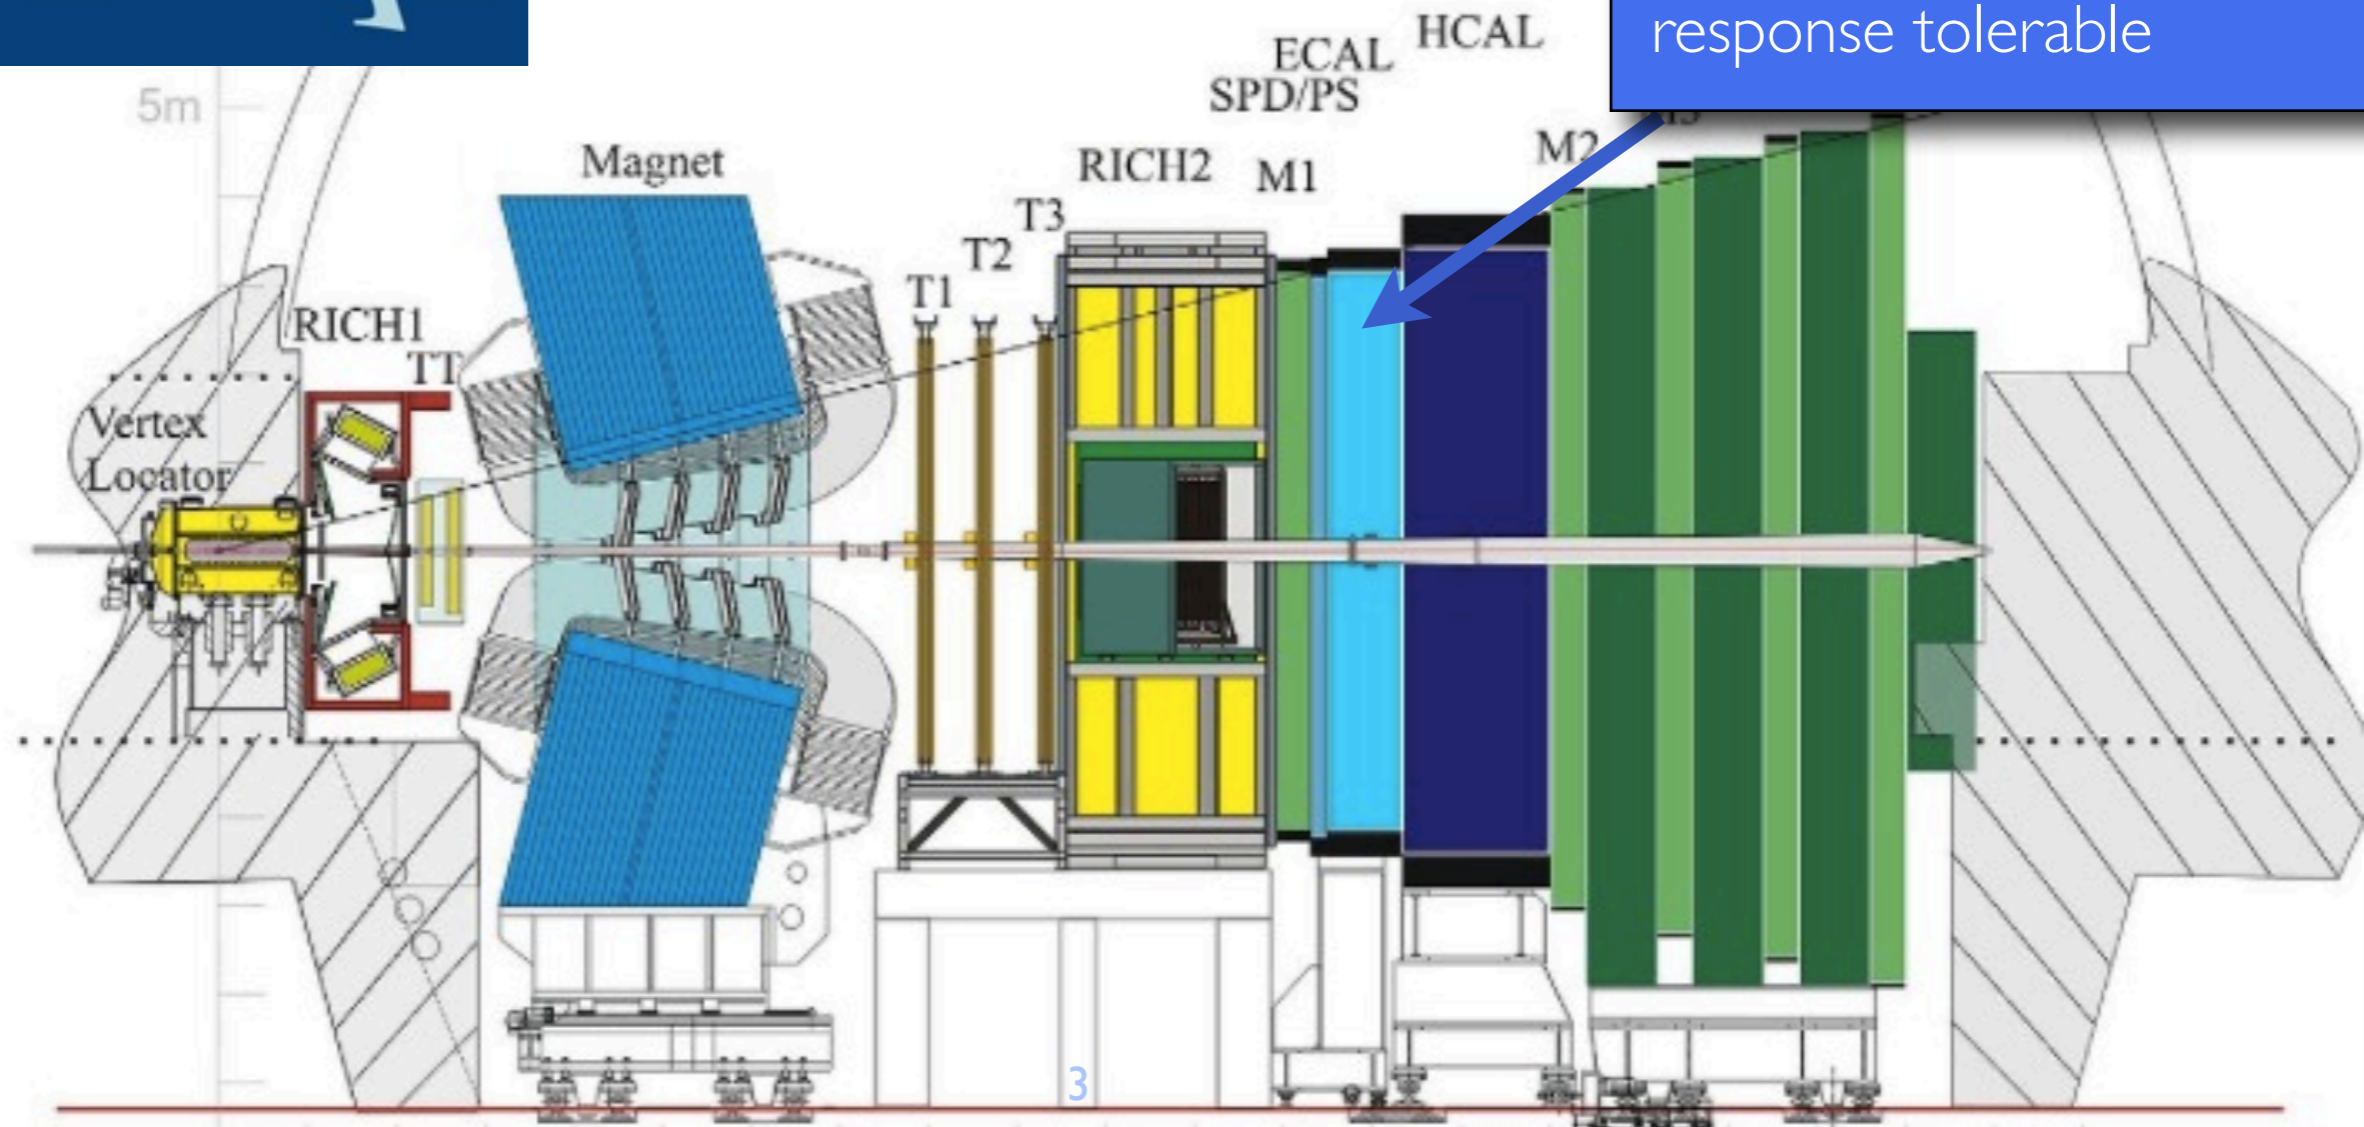 response tolerable
HCAL
ECAL
SPD/PS
5m
M2
Magnet
RICH2
M1
T3
T2
T1
RICH1
TT
Vertex
Locator
3